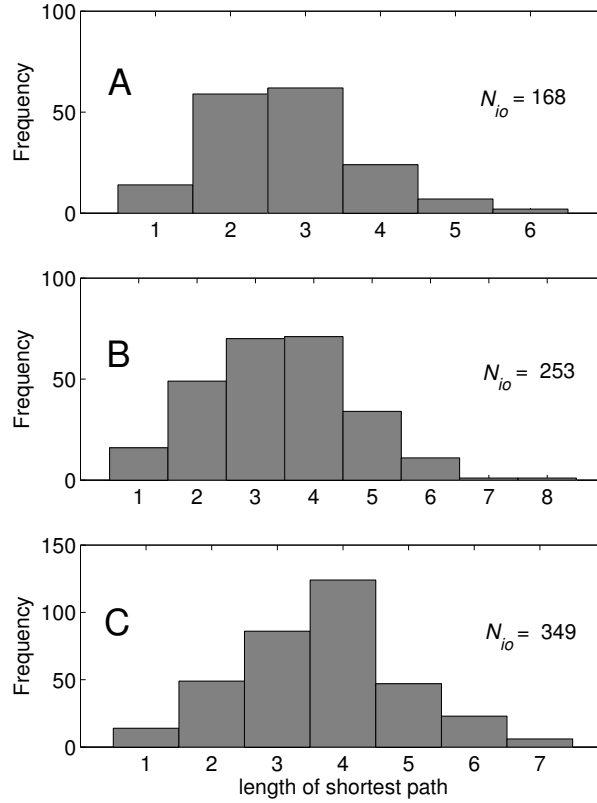 100
A
N_io = 168
50
0
Frequency
1 2 3 4 5 6
100
B
N_io = 253
50
0
Frequency
1 2 3 4 5 6 7 8
150
C
N_io = 349
100
50
0
Frequency
1 2 3 4 5 6 7
length of shortest path